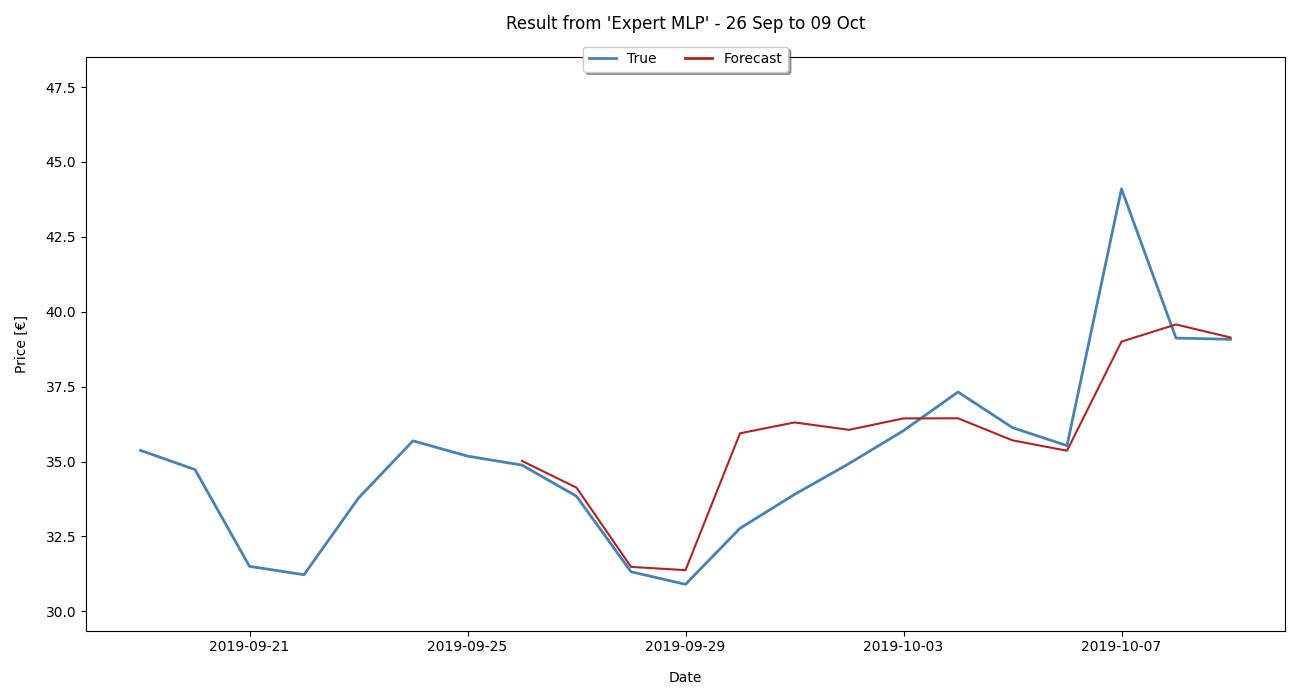 Result from 'Expert MLP' - 26 Sep to 09 Oct
True Forecast
47.5
45.0
42.5
40.0
37.5
35.0
32.5
30.0
Price [€]
2019-09-21 2019-09-25 2019-09-29 2019-10-03 2019-10-07
Date